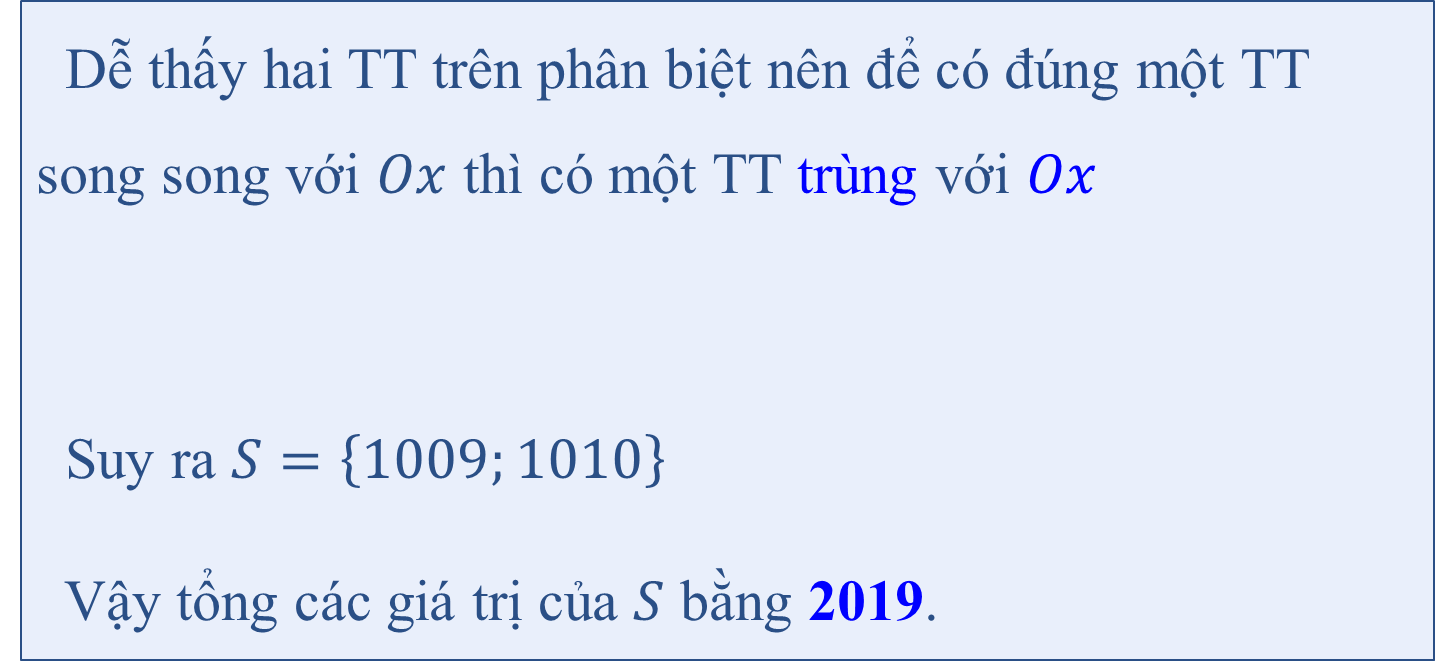 Dễ thấy hai TT trên phân biệt nên để có đúng một TT
song song với Ox thì có một TT trùng với Ox
Suy ra S = {1009; 1010}
Vậy tổng các giá trị của S bằng 2019.